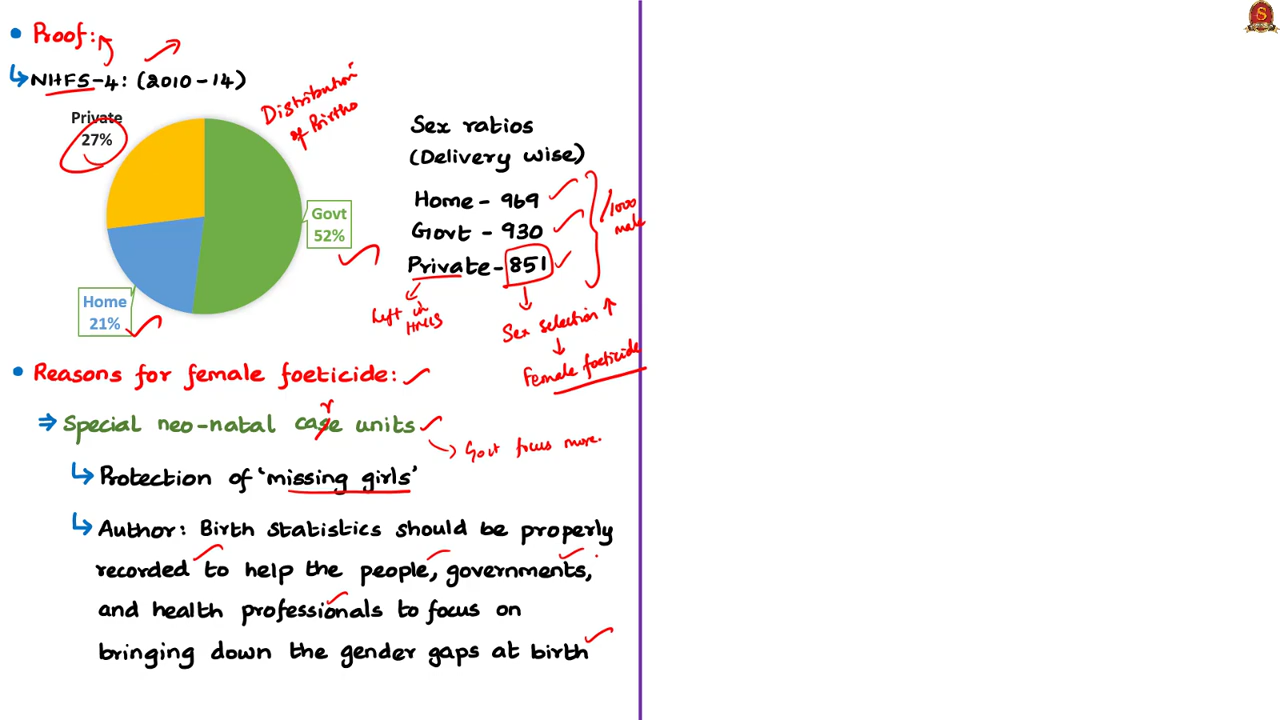 Proof:
NHFS-4: (2010-14)
Private
27%
Distribution
of Births
Govt
52%
Home
21%
Sex ratios
(Delivery wise)
Home - 969
Govt - 930
Private - 851
/1000
male
Left in
HMIS
Sex selection ↑
Female foeticide
Reasons for female foeticide:
⇒ Special neo-natal care units
Govt focus more.
Protection of 'missing girls'
Author: Birth statistics should be properly
recorded to help the people, governments,
and health professionals to focus on
bringing down the gender gaps at birth
S